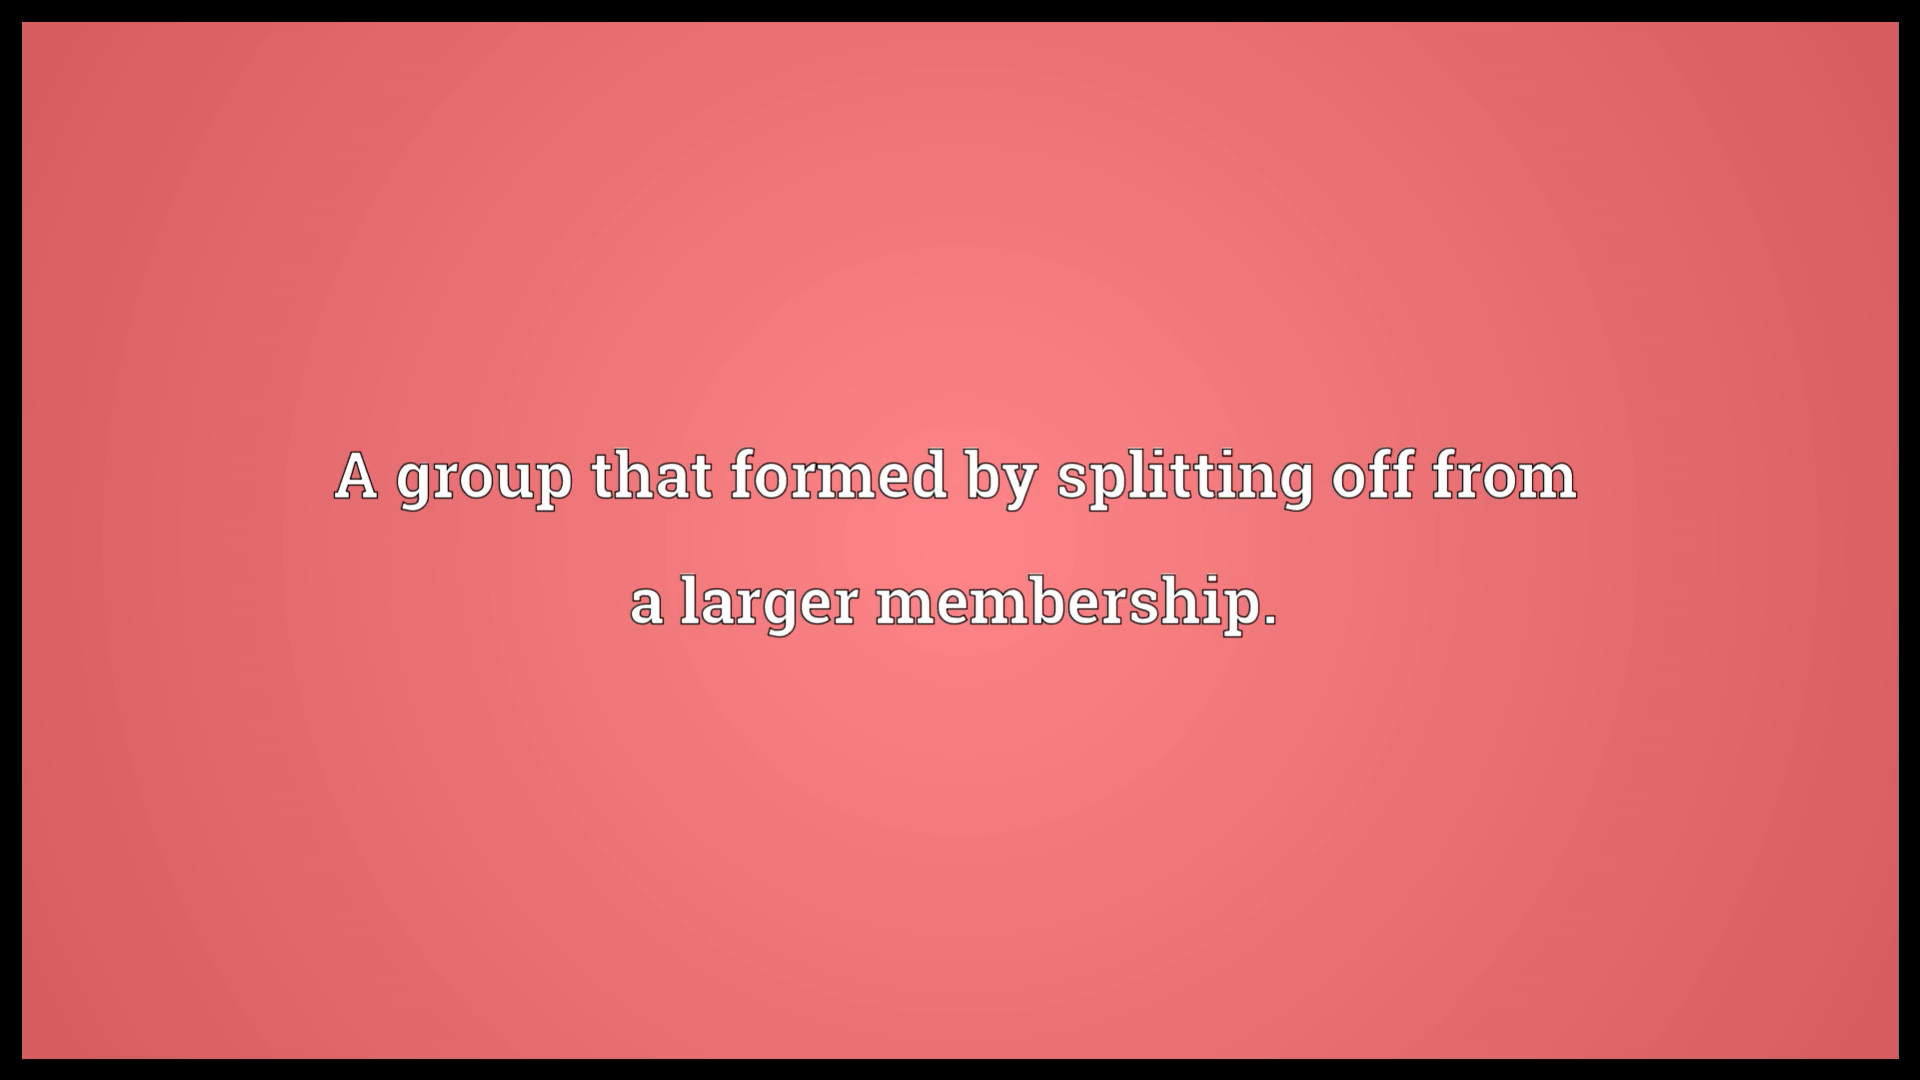 A group that formed by splitting off from
a larger membership.